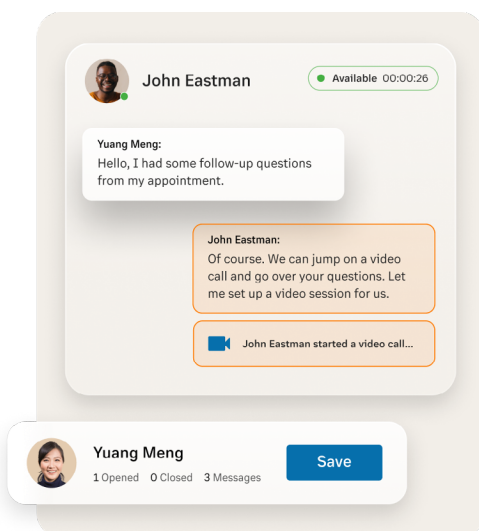 John Eastman
Available 00:00:26
Yuang Meng:
Hello, I had some follow-up questions
from my appointment.
John Eastman:
Of course. We can jump on a video
call and go over your questions. Let
me set up a video session for us.
John Eastman started a video call...
Yuang Meng
1 Opened 0 Closed 3 Messages
Save